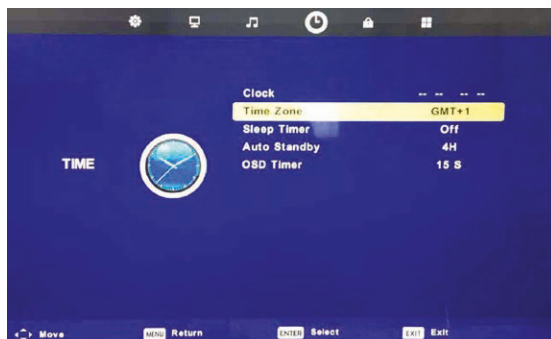 Clock -- -- -- --
Time Zone GMT+1
Sleep Timer Off
Auto Standby 4H
TIME
OSD Timer 15 S
Move MENU Return ENTER Select EXIT Exit